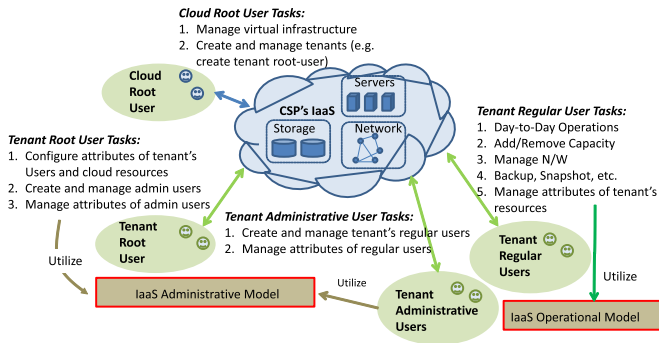 Cloud Root User Tasks:
1. Manage virtual infrastructure
2. Create and manage tenants (e.g.
create tenant root-user)
Cloud
Root
User
Servers
CSP's IaaS
Storage
Network
Tenant Root User Tasks:
1. Configure attributes of tenant's
Users and cloud resources
2. Create and manage admin users
3. Manage attributes of admin users
Tenant Regular User Tasks:
1. Day-to-Day Operations
2. Add/Remove Capacity
3. Manage N/W
4. Backup, Snapshot, etc.
5. Manage attributes of tenant's
resources
Tenant Administrative User Tasks:
1. Create and manage tenant's regular users
2. Manage attributes of regular users
Tenant
Root
User
Tenant
Regular
Users
Utilize
IaaS Administrative Model
Utilize
Tenant
Administrative
Users
Utilize
IaaS Operational Model